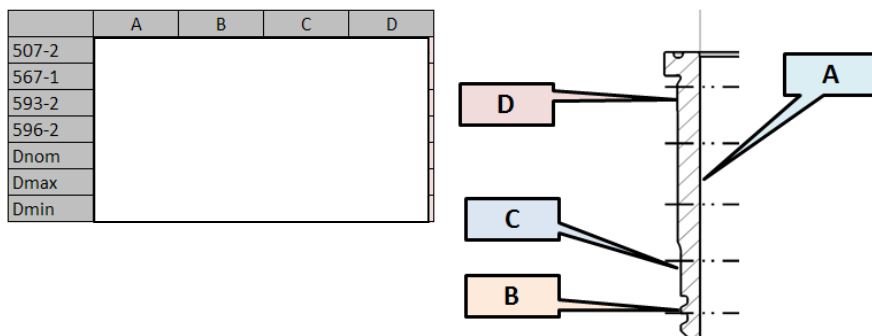 A B C D
507-2
567-1
593-2
596-2
Dnom
Dmax
Dmin
A
D
C
B